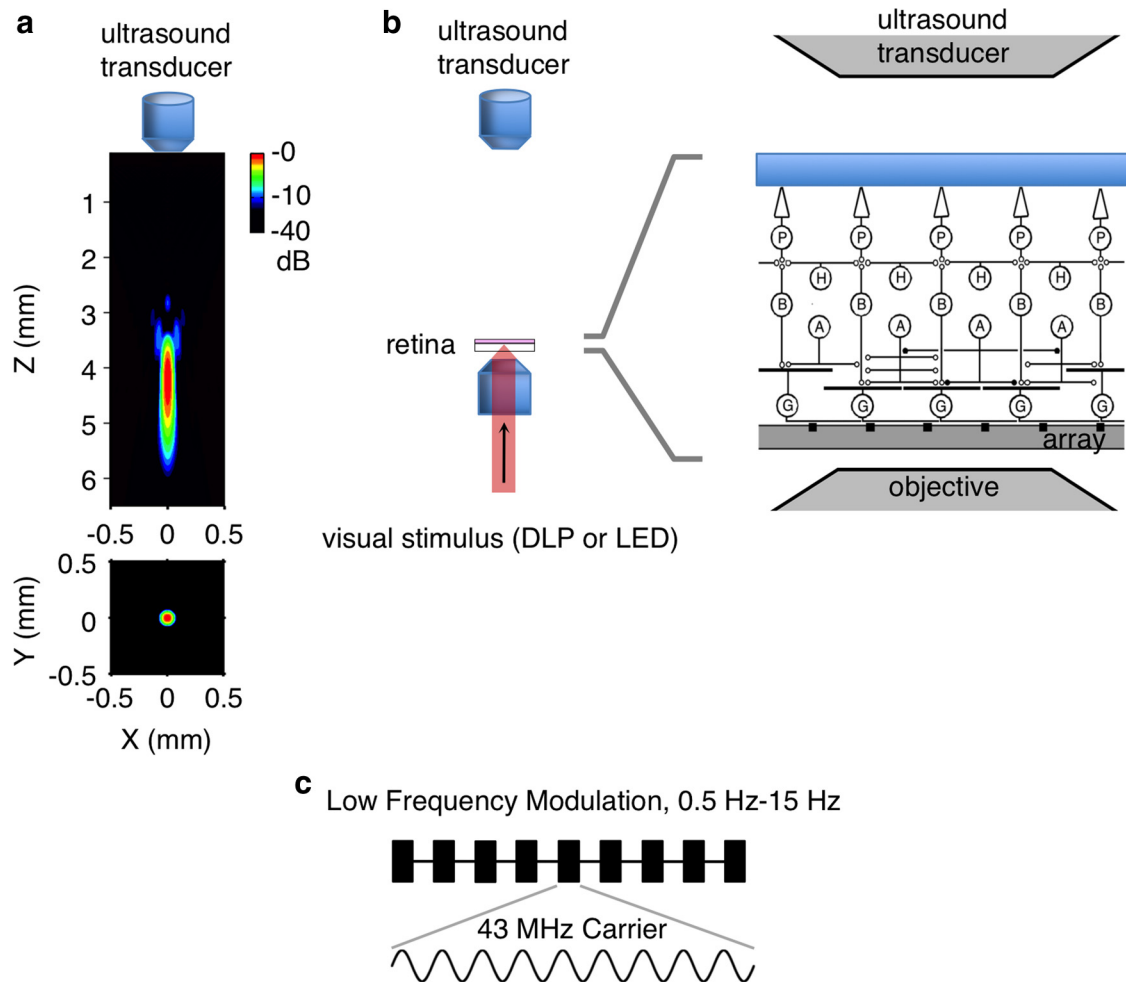 a
ultrasound
transducer
-0
-10
-40
dB
1
2
3
4
5
6
Z (mm)
-0.5 0 0.5
0.5
0
-0.5
Y (mm)
-0.5 0 0.5
X (mm)
b
ultrasound
transducer
retina
visual stimulus (DLP or LED)
ultrasound
transducer
P P P P P
H H H
B B B B B
A A A A
G G G G G
array
objective
c
Low Frequency Modulation, 0.5 Hz-15 Hz
43 MHz Carrier